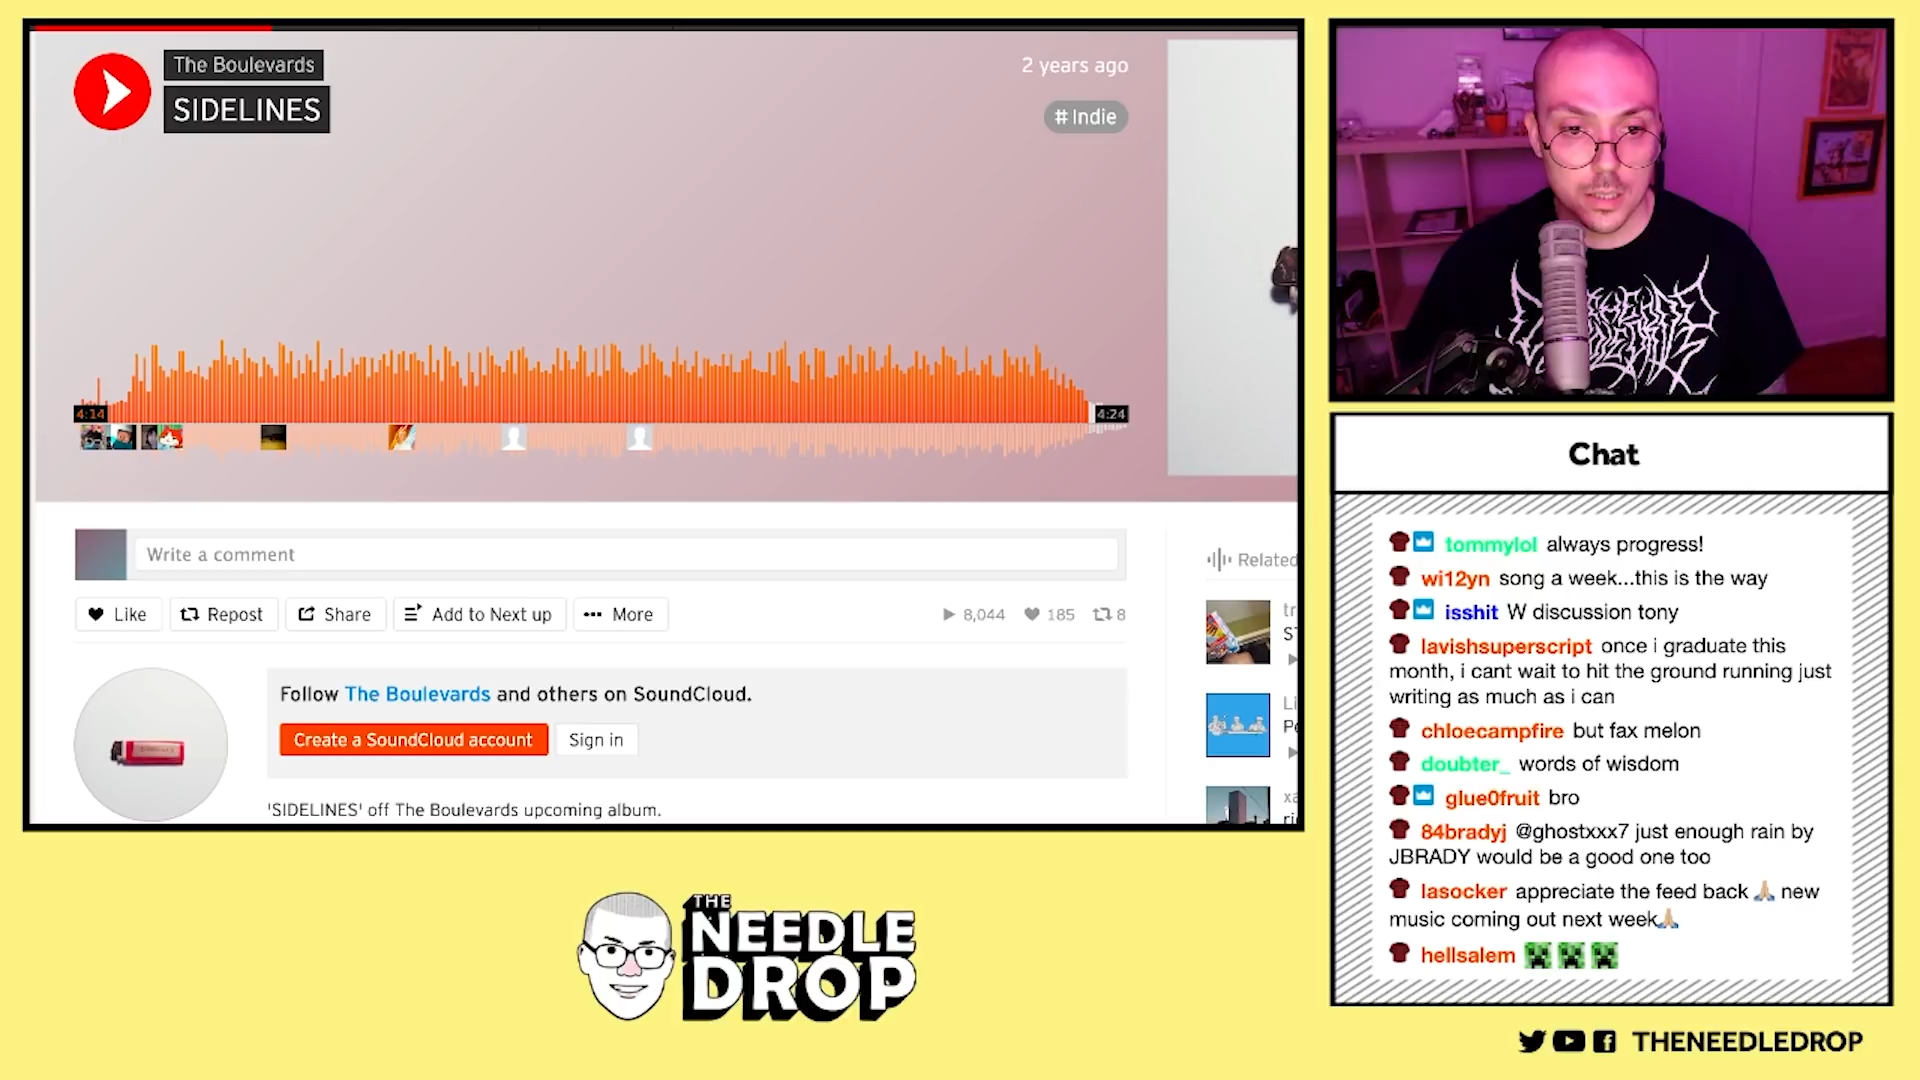 The Boulevards
SIDELINES
2 years ago
# Indie
4:14
4:24
Write a comment
Like
Repost
Share
Add to Next up
More
8,044
185
8
Related
Follow The Boulevards and others on SoundCloud.
Create a SoundCloud account
Sign in
'SIDELINES' off The Boulevards upcoming album.
THE
NEEDLE
DROP
Chat
tommylol always progress!
wi12yn song a week...this is the way
isshit W discussion tony
lavishsuperscript once i graduate this
month, i cant wait to hit the ground running just
writing as much as i can
chloecampfire but fax melon
doubter_ words of wisdom
glue0fruit bro
84bradyj @ghostxxx7 just enough rain by
JBRADY would be a good one too
lasocker appreciate the feed back 🙏🏼 new
music coming out next week🙏🏼
hellsalem
THENEEDLEDROP